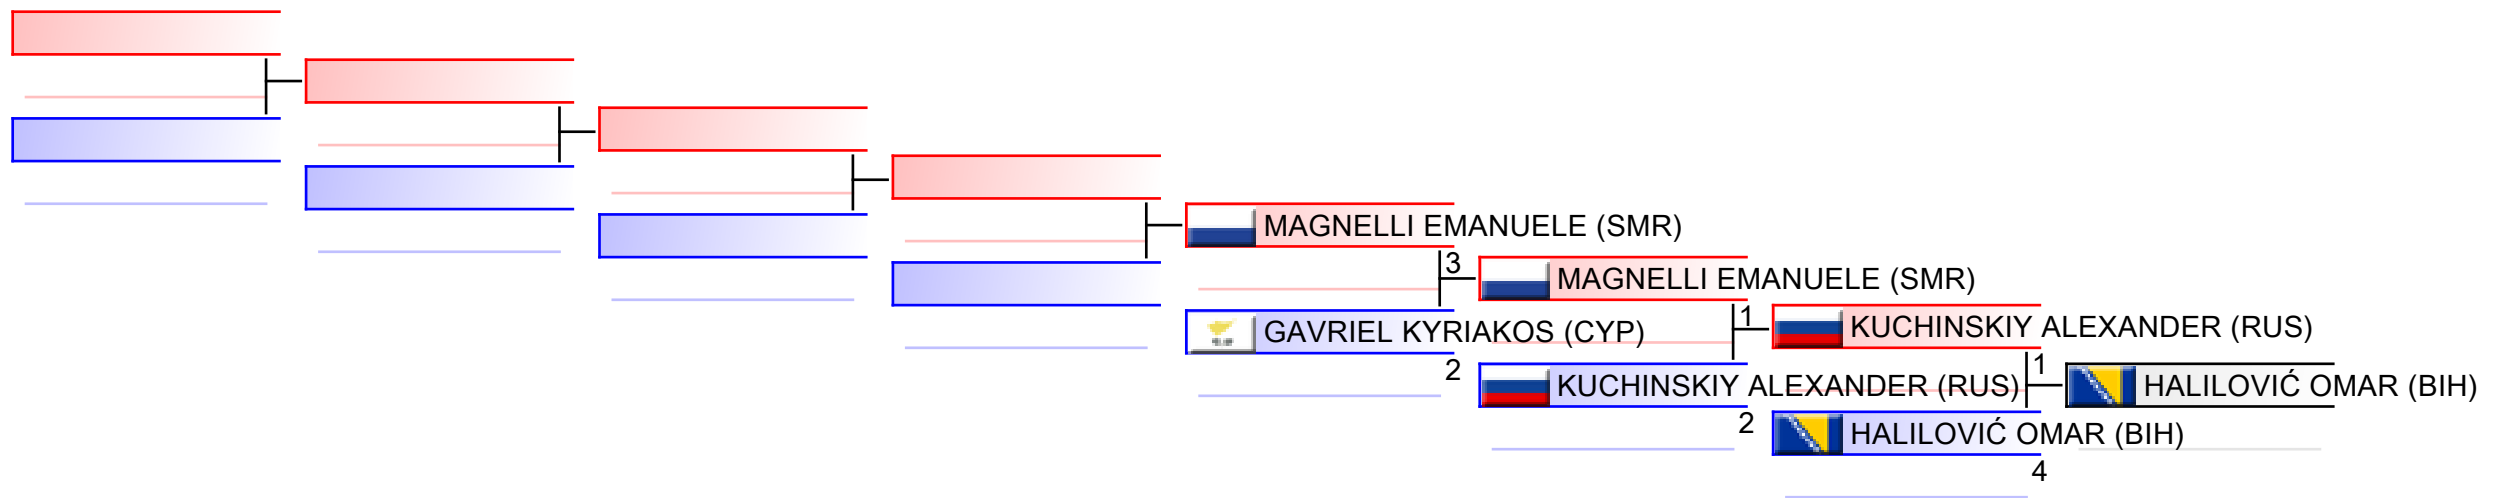 MAGNELLI EMANUELE (SMR)
3
MAGNELLI EMANUELE (SMR)
GAVRIEL KYRIAKOS (CYP)
1
KUCHINSKIY ALEXANDER (RUS)
2
KUCHINSKIY ALEXANDER (RUS)
1
HALILOVIĆ OMAR (BIH)
2
HALILOVIĆ OMAR (BIH)
4